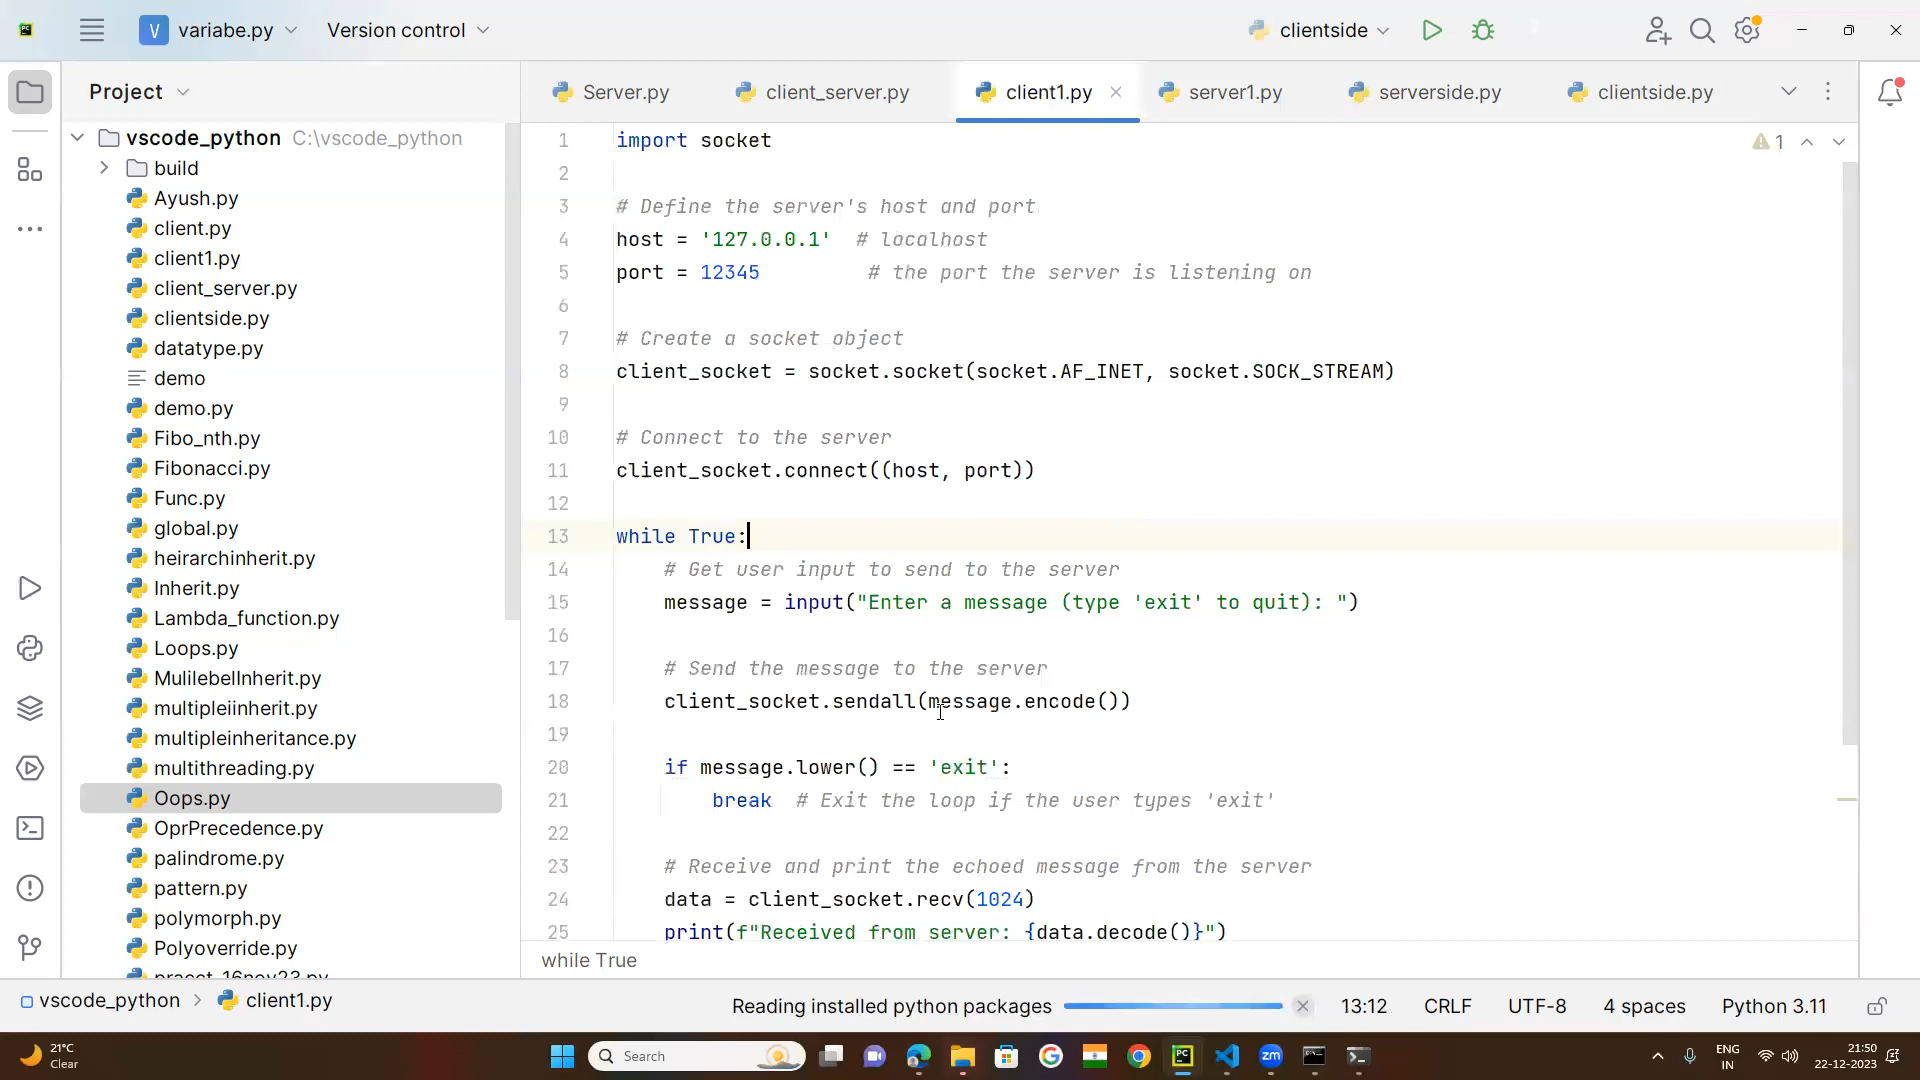 variabe.py
Version control
clientside
Project
Server.py
client_server.py
client1.py
server1.py
serverside.py
clientside.py
vscode_python C:\vscode_python
build
Ayush.py
client.py
client1.py
client_server.py
clientside.py
datatype.py
demo
demo.py
Fibo_nth.py
Fibonacci.py
Func.py
global.py
heirarchinherit.py
Inherit.py
Lambda_function.py
Loops.py
MulilebelInherit.py
multipleiinherit.py
multipleinheritance.py
multithreading.py
Oops.py
OprPrecedence.py
palindrome.py
pattern.py
polymorph.py
Polyoverride.py
pracct_16nov23.py
1 import socket
2
3 # Define the server's host and port
4 host = '127.0.0.1'  # localhost
5 port = 12345         # the port the server is listening on
6
7 # Create a socket object
8 client_socket = socket.socket(socket.AF_INET, socket.SOCK_STREAM)
9
10 # Connect to the server
11 client_socket.connect((host, port))
12
13 while True:
14     # Get user input to send to the server
15     message = input("Enter a message (type 'exit' to quit): ")
16
17     # Send the message to the server
18     client_socket.sendall(message.encode())
19
20     if message.lower() == 'exit':
21         break  # Exit the loop if the user types 'exit'
22
23     # Receive and print the echoed message from the server
24     data = client_socket.recv(1024)
25     print(f"Received from server: {data.decode()}")
1
while True
vscode_python > client1.py
Reading installed python packages
13:12
CRLF
UTF-8
4 spaces
Python 3.11
21°C
Clear
Search
ENG
IN
21:50
22-12-2023